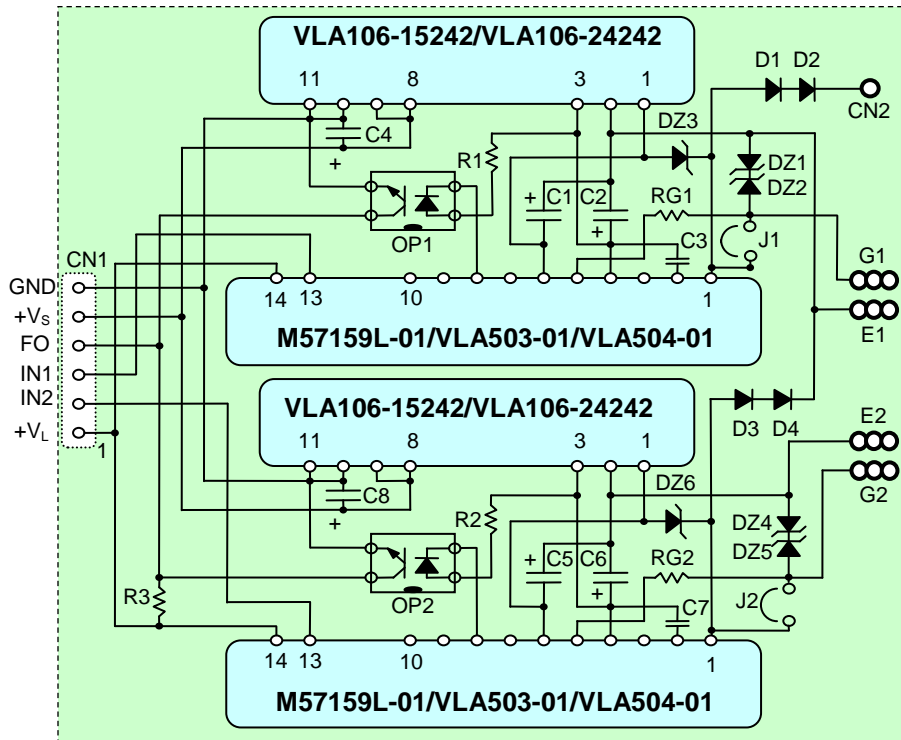 VLA106-15242/VLA106-24242
11 8 3 1
D1 D2
CN2
C4
+
DZ3
R1
DZ1
DZ2
+ C1 C2 +
RG1
C3
J1
OP1
CN1
GND
+VS
FO
IN1
IN2
+VL
1
G1
E1
14 13 10 1
M57159L-01/VLA503-01/VLA504-01
VLA106-15242/VLA106-24242
11 8 3 1
D3 D4
E2
G2
C8
+
DZ6
R2
DZ4
DZ5
+ C5 C6 +
RG2
C7
J2
OP2
R3
14 13 10 1
M57159L-01/VLA503-01/VLA504-01